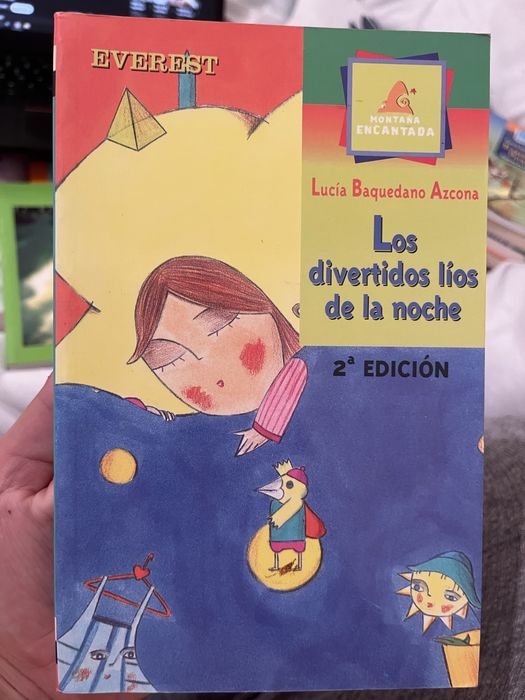 EVEREST
MONTAÑA
ENCANTADA
Lucía Baquedano Azcona
Los
divertidos líos
de la noche
2ª EDICIÓN